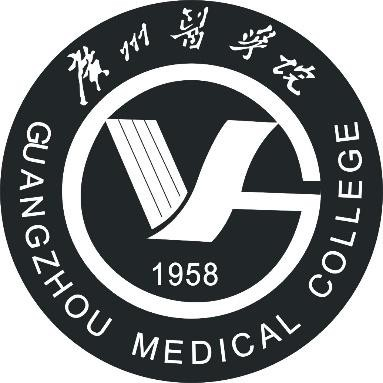 廣州醫學院
1958
GUANGZHOU MEDICAL COLLEGE